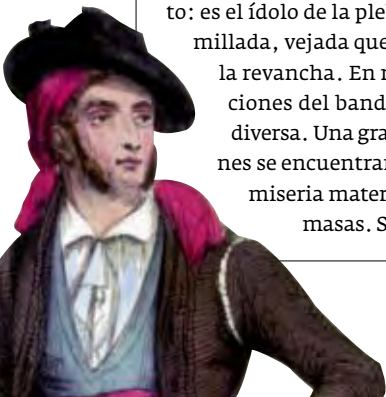 to: es el ídolo de la ple
millada, vejada que
la revancha. En
ciones del band
diversa. Una gra
nes se encuentrar
miseria mater
masas. S